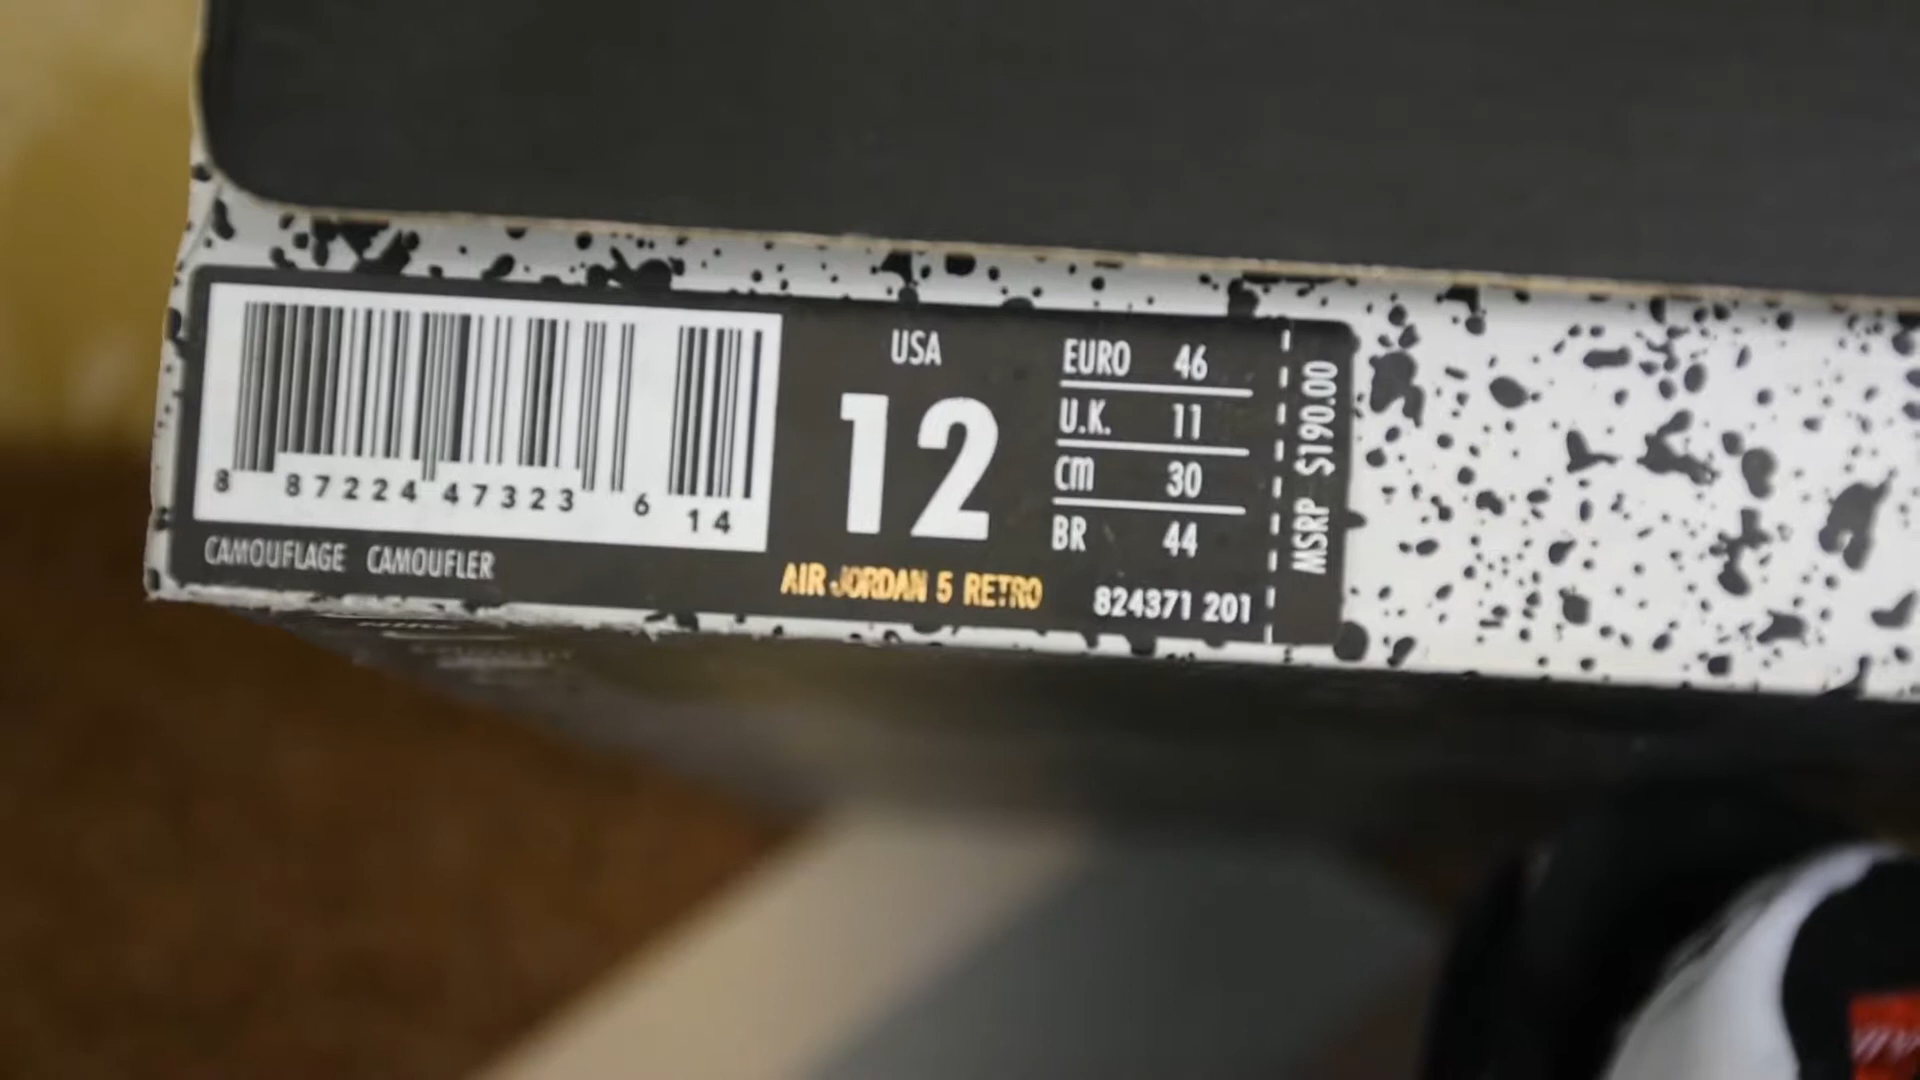 8 87224 47323 6 14
CAMOUFLAGE CAMOUFLER
USA
12
AIR JORDAN 5 RETRO
EURO 46
U.K. 11
CM 30
BR 44
824371 201
MSRP $190.00